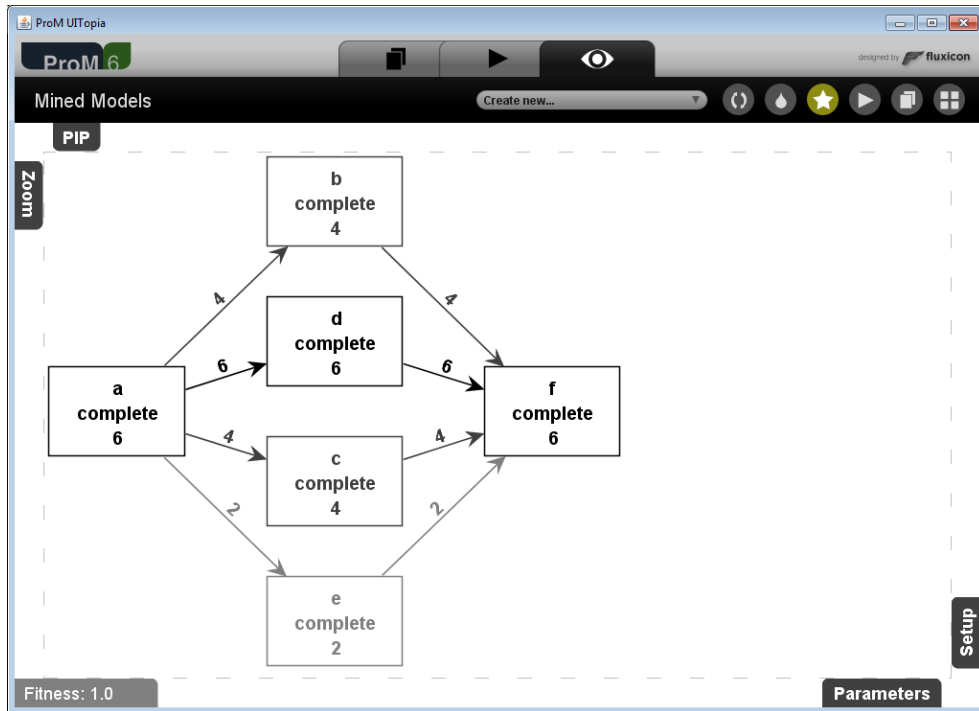 ProM UITopia
ProM 6
designed by fluxicon
Mined Models
Create new...
PIP
Zoom
b
complete
4
4
4
d
complete
6
6
6
a
complete
6
f
complete
6
4
4
c
complete
4
2
2
e
complete
2
Setup
Fitness: 1.0
Parameters